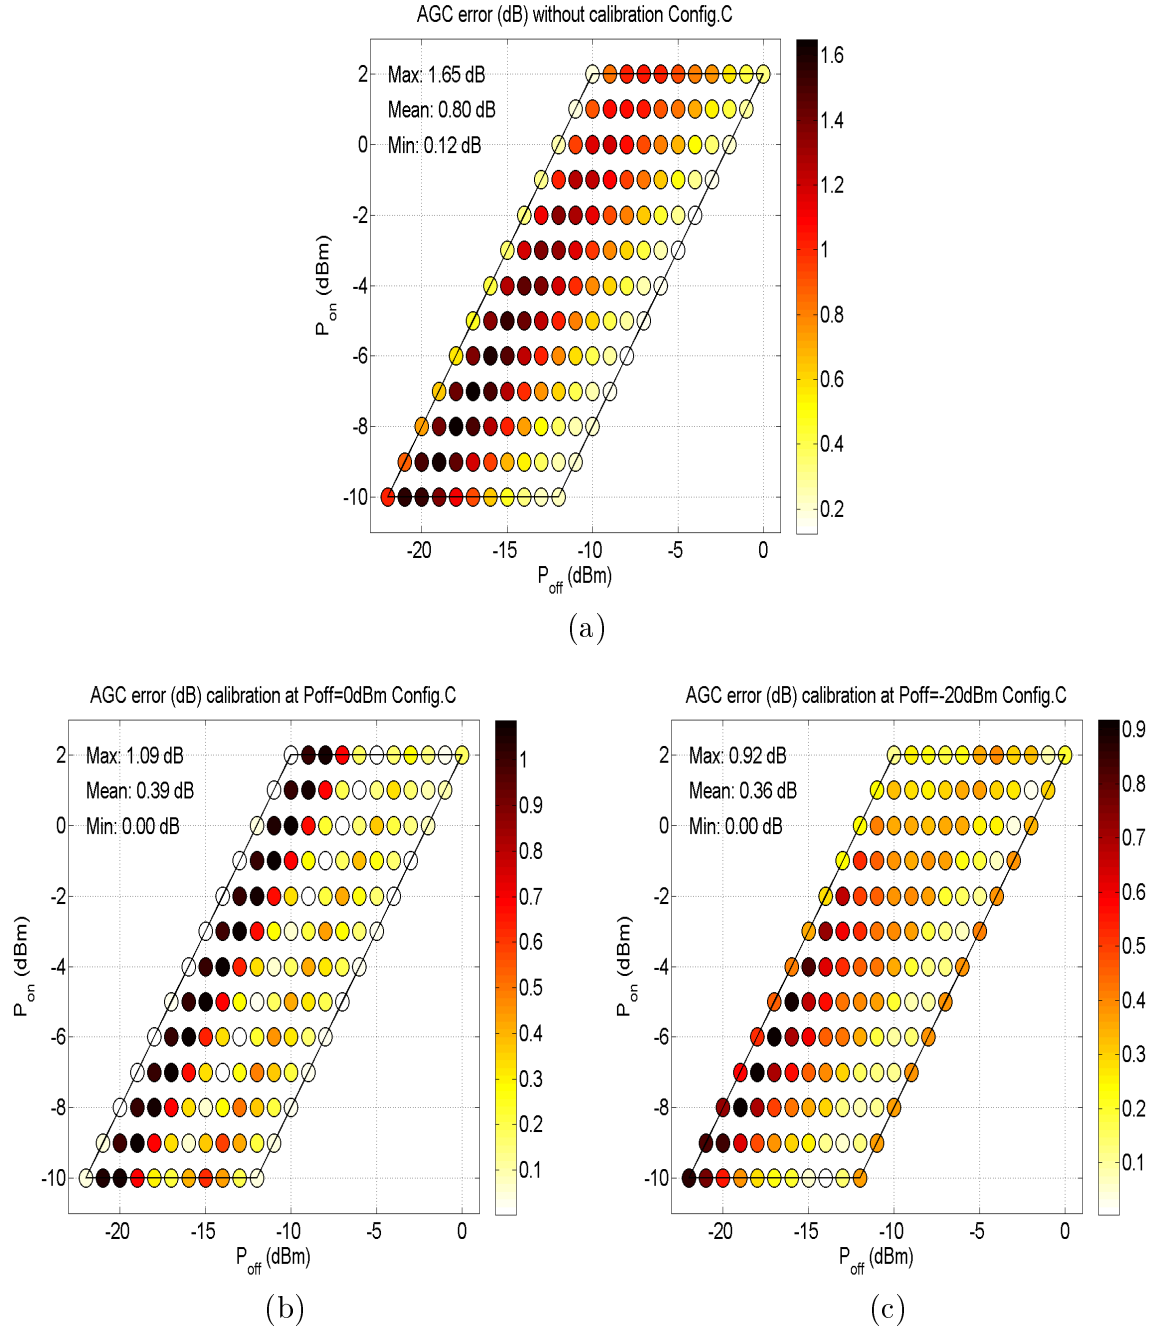 AGC error (dB) without calibration Config.C
Max: 1.65 dB
Mean: 0.80 dB
Min: 0.12 dB
2
0
-2
-4
-6
-8
-10
P_on (dBm)
-20 -15 -10 -5 0
P_off (dBm)
1.6
1.4
1.2
1
0.8
0.6
0.4
0.2
(a)
AGC error (dB) calibration at Poff=0dBm Config.C
Max: 1.09 dB
Mean: 0.39 dB
Min: 0.00 dB
2
0
-2
-4
-6
-8
-10
P_on (dBm)
-20 -15 -10 -5 0
P_off (dBm)
1
0.9
0.8
0.7
0.6
0.5
0.4
0.3
0.2
0.1
(b)
AGC error (dB) calibration at Poff=-20dBm Config.C
Max: 0.92 dB
Mean: 0.36 dB
Min: 0.00 dB
2
0
-2
-4
-6
-8
-10
P_on (dBm)
-20 -15 -10 -5 0
P_off (dBm)
0.9
0.8
0.7
0.6
0.5
0.4
0.3
0.2
0.1
(c)